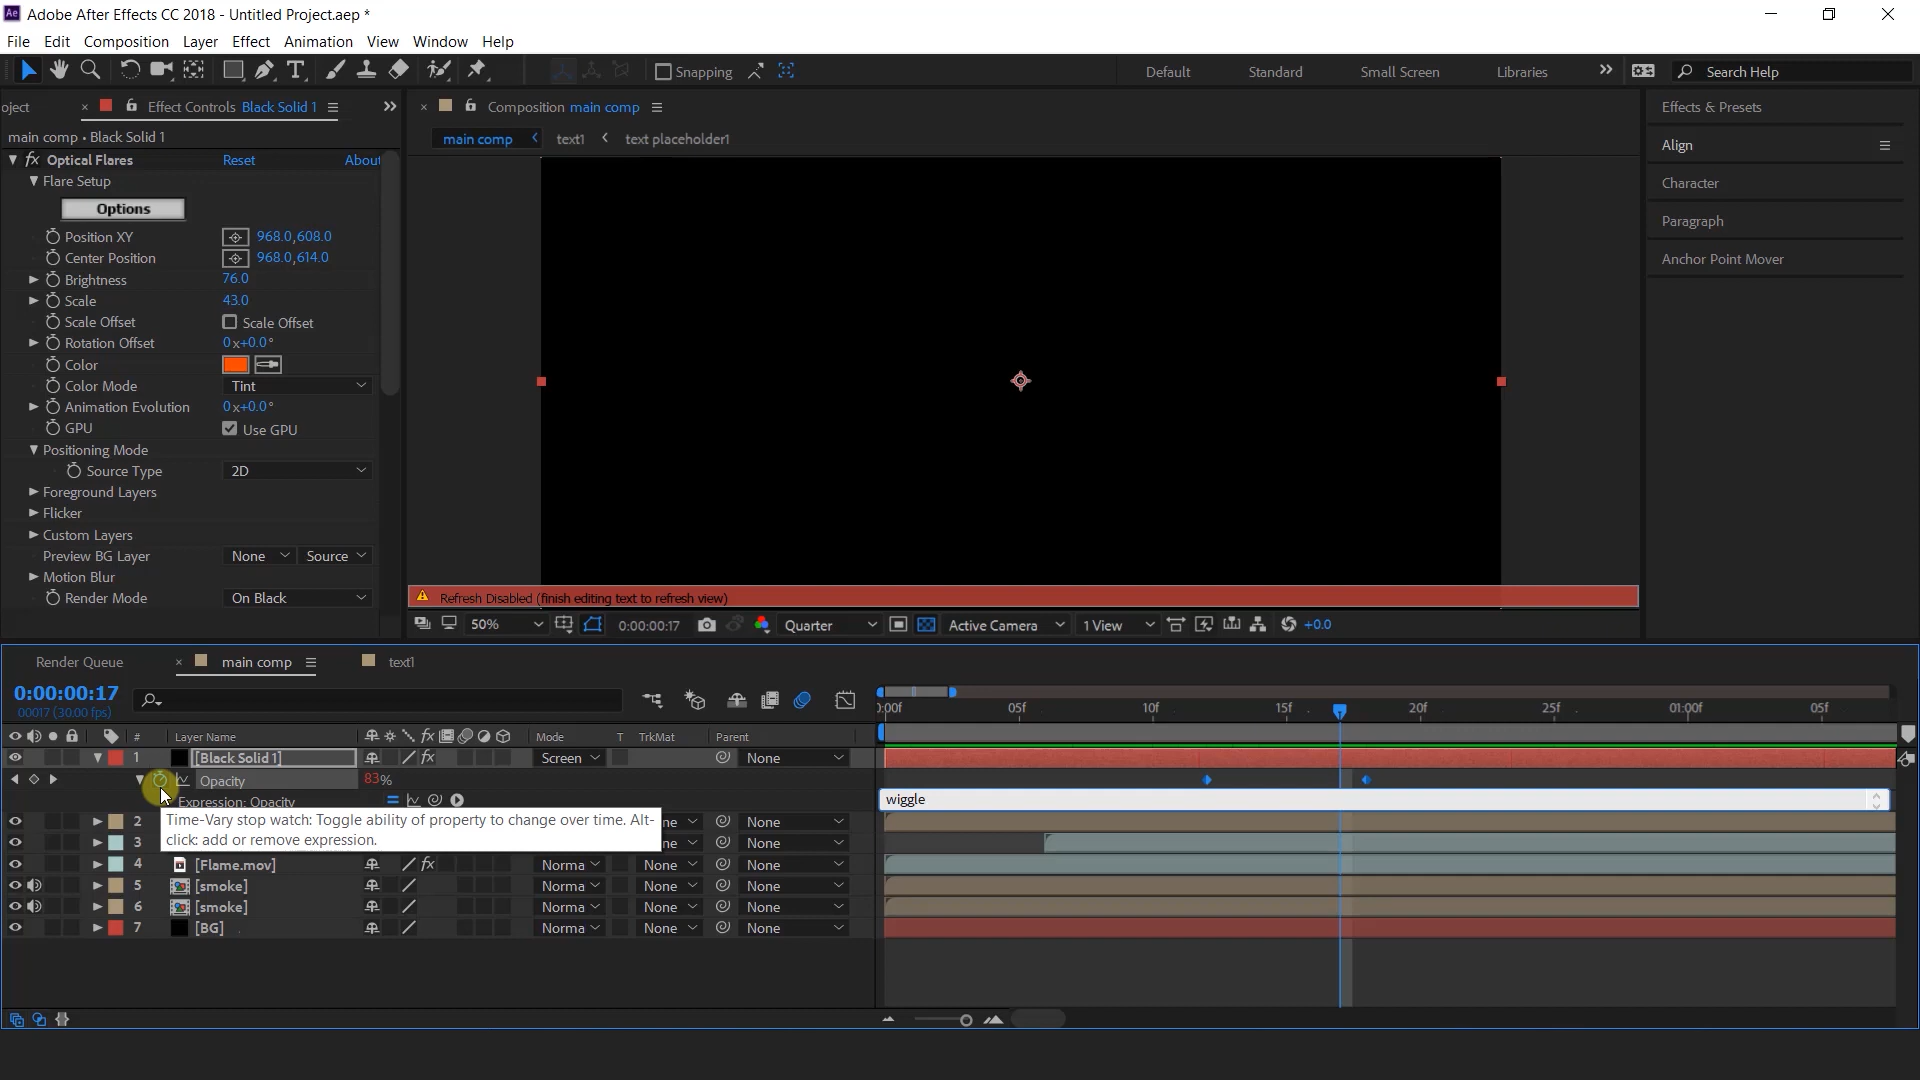 Adobe After Effects CC 2018 - Untitled Project.aep *
File Edit Composition Layer Effect Animation View Window Help
Snapping Default Standard Small Screen Libraries Search Help
oject Effect Controls Black Solid 1 Composition main comp Effects & Presets
main comp • Black Solid 1 main comp text1 text placeholder1 Align
fx Optical Flares Reset About
Flare Setup
Options
Character
Paragraph
Anchor Point Mover
Position XY 968.0,608.0
Center Position 968.0,614.0
Brightness 76.0
Scale 43.0
Scale Offset Scale Offset
Rotation Offset 0x+0.0°
Color
Color Mode Tint
Animation Evolution 0x+0.0°
GPU Use GPU
Positioning Mode
Source Type 2D
Foreground Layers
Flicker
Custom Layers
Preview BG Layer None Source
Motion Blur
Render Mode On Black
Refresh Disabled (finish editing text to refresh view)
50% 0:00:00:17 Quarter Active Camera 1 View +0.0
Render Queue main comp text1
0:00:00:17
00017 (30.00 fps)
):00f 05f 10f 15f 20f 25f 01:00f 05f
# Layer Name Mode T TrkMat Parent
1 [Black Solid 1] fx Screen None
Opacity 83%
Expression: Opacity wiggle
Time-Vary stop watch: Toggle ability of property to change over time. Alt-
click: add or remove expression.
2 ne None
3 ne None
4 [Flame.mov] fx Norma None None
5 [smoke] Norma None None
6 [smoke] Norma None None
7 [BG] Norma None None